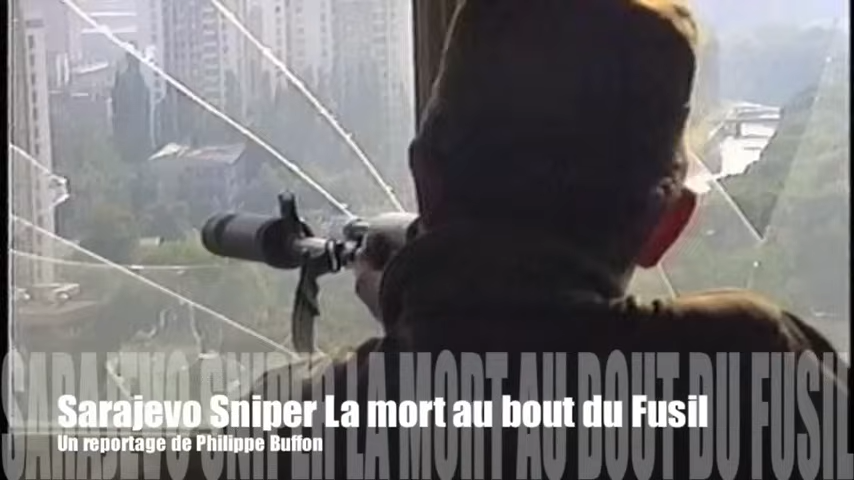 SARAJEVO SNIPER LA MORT AU BOUT DU FUSIL
Sarajevo Sniper La mort au bout du Fusil
Un reportage de Philippe Buffon